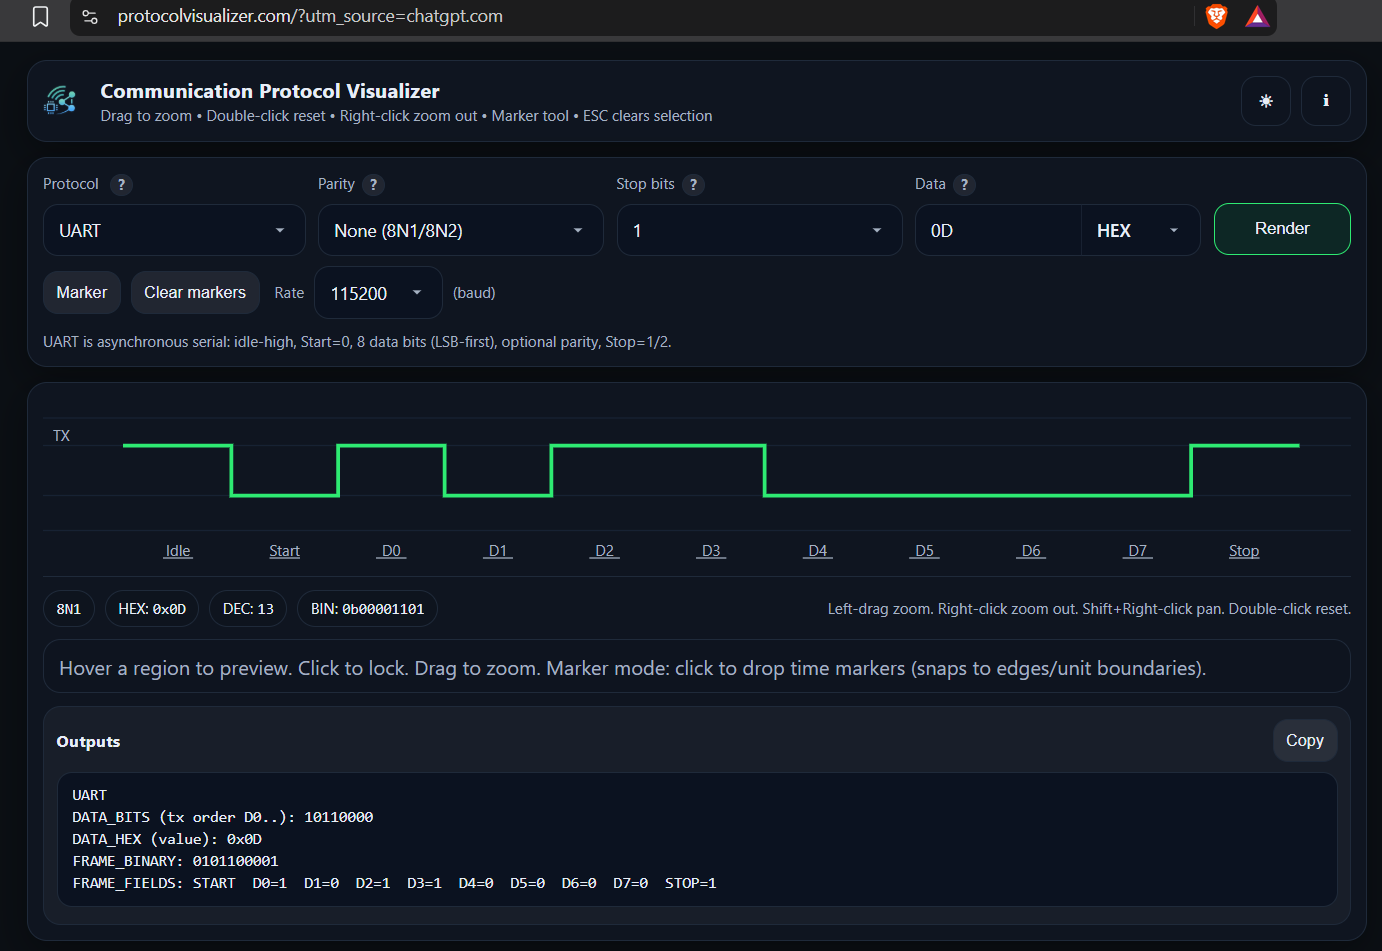 protocolvisualizer.com/?utm_source=chatgpt.com
Communication Protocol Visualizer
Drag to zoom • Double-click reset • Right-click zoom out • Marker tool • ESC clears selection
i
Protocol ? Parity ? Stop bits ? Data ?
UART None (8N1/8N2) 1 0D HEX Render
Marker Clear markers Rate 115200 (baud)
UART is asynchronous serial: idle-high, Start=0, 8 data bits (LSB-first), optional parity, Stop=1/2.
TX
Idle Start D0 D1 D2 D3 D4 D5 D6 D7 Stop
8N1 HEX: 0x0D DEC: 13 BIN: 0b00001101 Left-drag zoom. Right-click zoom out. Shift+Right-click pan. Double-click reset.
Hover a region to preview. Click to lock. Drag to zoom. Marker mode: click to drop time markers (snaps to edges/unit boundaries).
Outputs Copy
UART
DATA_BITS (tx order D0..): 10110000
DATA_HEX (value): 0x0D
FRAME_BINARY: 0101100001
FRAME_FIELDS: START D0=1 D1=0 D2=1 D3=1 D4=0 D5=0 D6=0 D7=0 STOP=1